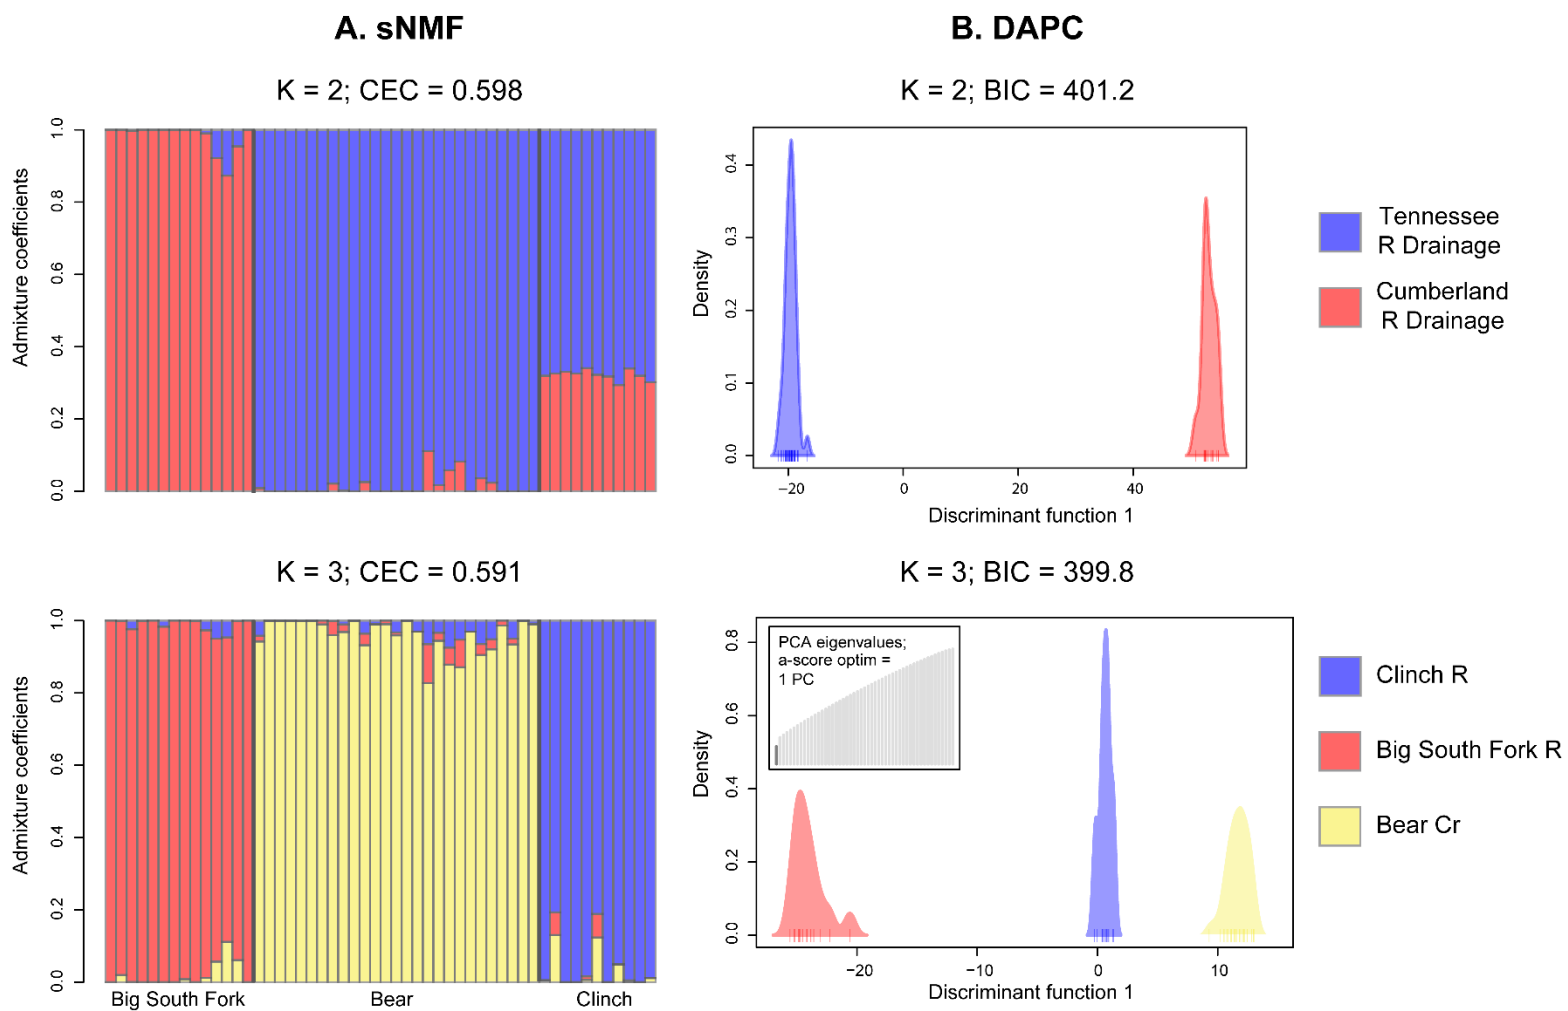 A. sNMF
B. DAPC
K = 2; CEC = 0.598
K = 2; BIC = 401.2
Admixture coefficients
0.0
0.2
0.4
0.6
0.8
1.0
Density
0.0
0.1
0.2
0.3
0.4
−20
0
20
40
Discriminant function 1
Tennessee
R Drainage
Cumberland
R Drainage
K = 3; CEC = 0.591
K = 3; BIC = 399.8
Admixture coefficients
0.0
0.2
0.4
0.6
0.8
1.0
Big South Fork
Bear
Clinch
Density
0.0
0.2
0.4
0.6
0.8
PCA eigenvalues;
a-score optim =
1 PC
−20
−10
0
10
Discriminant function 1
Clinch R
Big South Fork R
Bear Cr